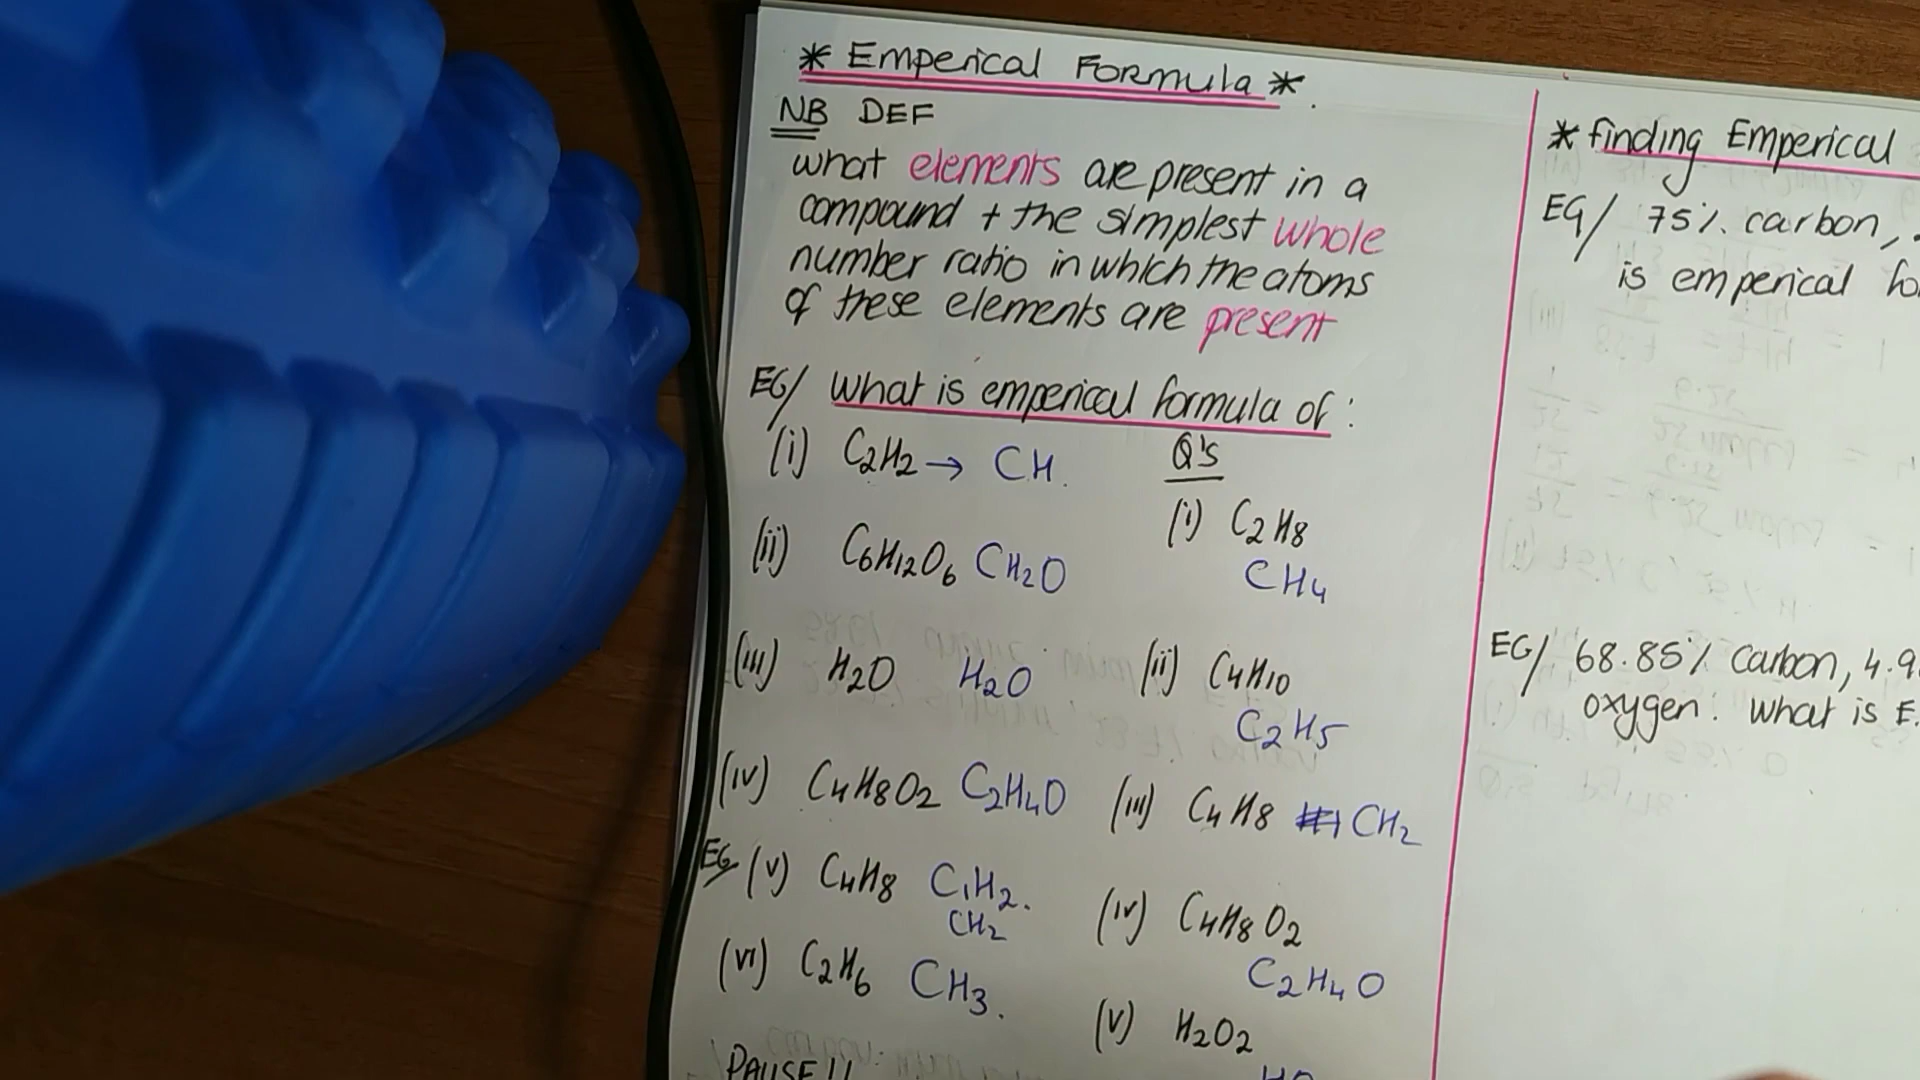 * Emperical Formula *.
NB DEF
what elements are present in a
compound + the simplest whole
number ratio in which the atoms
of these elements are present
EG/ What is emperical formula of :
(i) C2H2 → CH.
(ii) C6H12O6 CH2O
(iii) H2O H2O
(iv) C4H8O2 C2H4O
EG (v) C4H8 C1H2.
CH2
(vi) C2H6 CH3.
PAUSE !!
Q's
(i) C2H8
CH4
(ii) C4H10
C2H5
(iii) C4H8 CH2
(iv) C4H8O2
C2H4O
(v) H2O2
HO
* finding Emperical
EG/ 75%. carbon,
is emperical fo
EG/ 68.85% carbon, 4.9
oxygen. what is E.